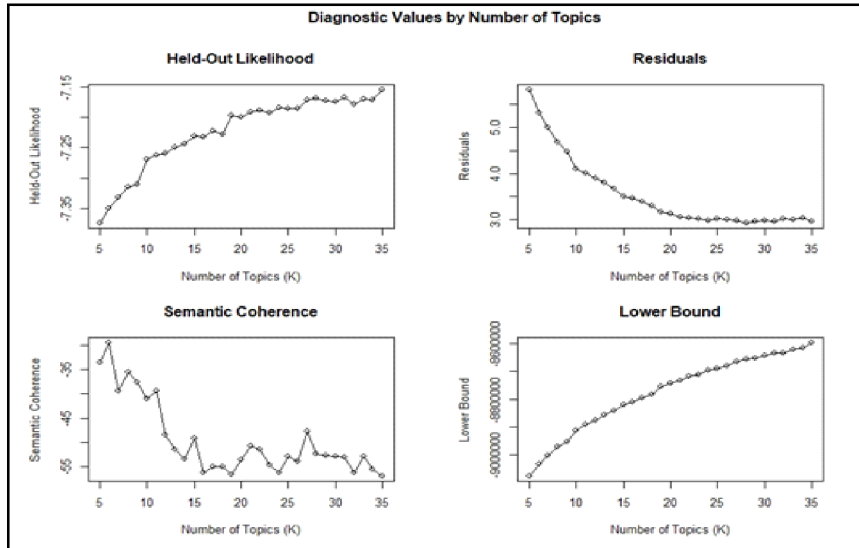 Diagnostic Values by Number of Topics
Held-Out Likelihood
Held-Out Likelihood
-7.15
-7.25
-7.35
5 10 15 20 25 30 35
Number of Topics (K)
Residuals
Residuals
5.0
4.0
3.0
5 10 15 20 25 30 35
Number of Topics (K)
Semantic Coherence
Semantic Coherence
-35
-45
-55
5 10 15 20 25 30 35
Number of Topics (K)
Lower Bound
Lower Bound
-8600000
-8800000
-9000000
5 10 15 20 25 30 35
Number of Topics (K)